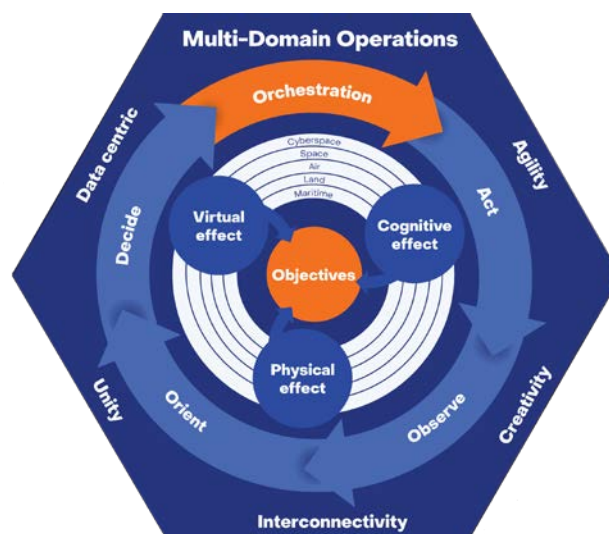 Multi-Domain Operations
Orchestration
Data centric
Agility
Cyberspace
Space
Air
Land
Maritime
Decide
Act
Virtual
effect
Cognitive
effect
Objectives
Physical
effect
Unity
Orient
Observe
Creativity
Interconnectivity